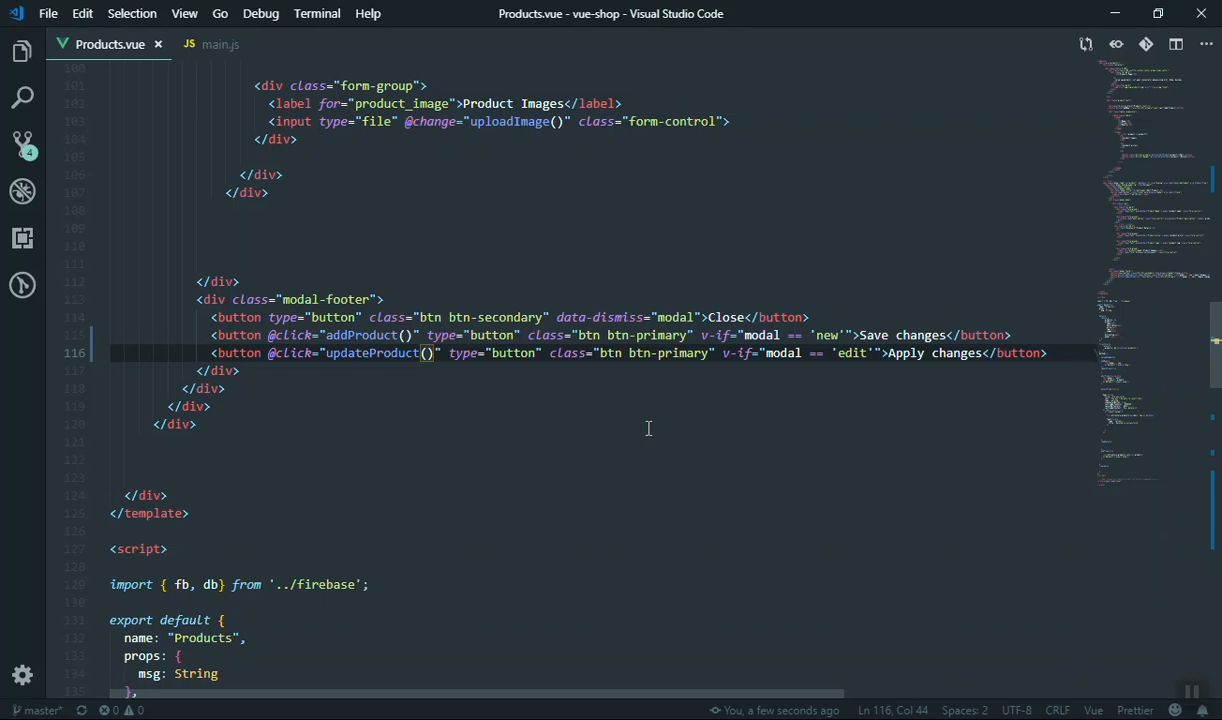 File Edit Selection View Go Debug Terminal Help Products.vue - vue-shop - Visual Studio Code
Products.vue × JS main.js
100
101 <div class="form-group">
102 <label for="product_image">Product Images</label>
103 <input type="file" @change="uploadImage()" class="form-control">
104 </div>
105
106 </div>
107 </div>
108
109
110
111
112 </div>
113 <div class="modal-footer">
114 <button type="button" class="btn btn-secondary" data-dismiss="modal">Close</button>
115 <button @click="addProduct()" type="button" class="btn btn-primary" v-if="modal == 'new'">Save changes</button>
116 <button @click="updateProduct()" type="button" class="btn btn-primary" v-if="modal == 'edit'">Apply changes</button>
117 </div>
118 </div>
119 </div>
120 </div>
121
122
123
124 </div>
125 </template>
126
127 <script>
128
129 import { fb, db} from '../firebase';
130
131 export default {
132 name: "Products",
133 props: {
134 msg: String
135 },
4
master* 0 0 You, a few seconds ago Ln 116, Col 44 Spaces: 2 UTF-8 CRLF Vue Prettier